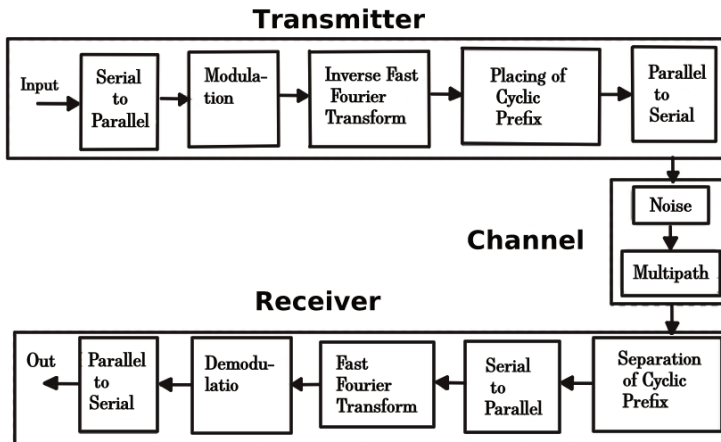 Transmitter
Input
Serial
to
Parallel
Modula-
tion
Inverse Fast
Fourier
Transform
Placing of
Cyclic
Prefix
Parallel
to
Serial
Noise
Channel
Multipath
Receiver
Out
Parallel
to
Serial
Demodu-
latio
Fast
Fourier
Transform
Serial
to
Parallel
Separation
of Cyclic
Prefix